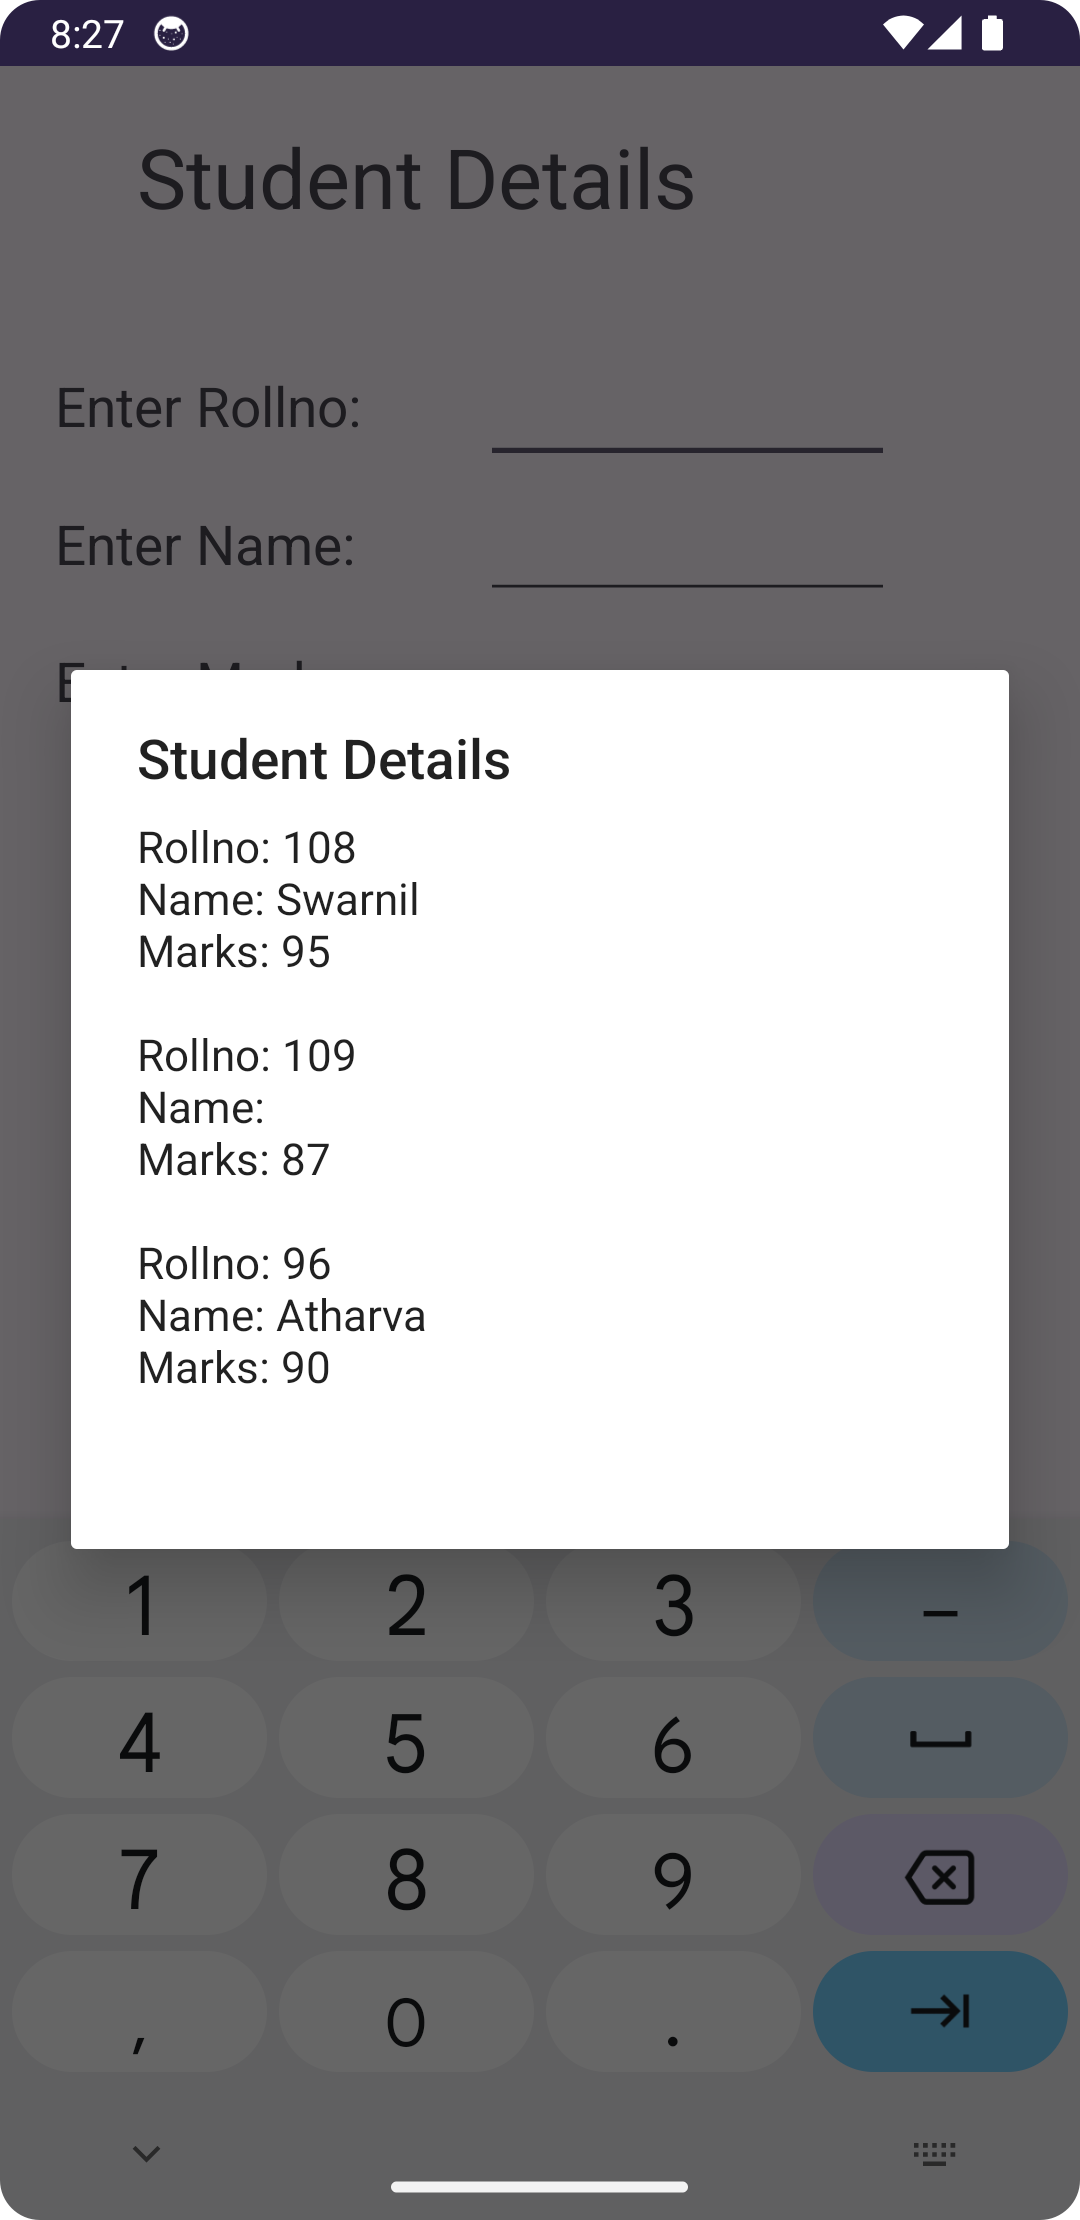 8:27
Student Details
Enter Rollno:
Enter Name:
Student Details
Rollno: 108
Name: Swarnil
Marks: 95
Rollno: 109
Name:
Marks: 87
Rollno: 96
Name: Atharva
Marks: 90
1 2 3 –
4 5 6
7 8 9
, 0 .